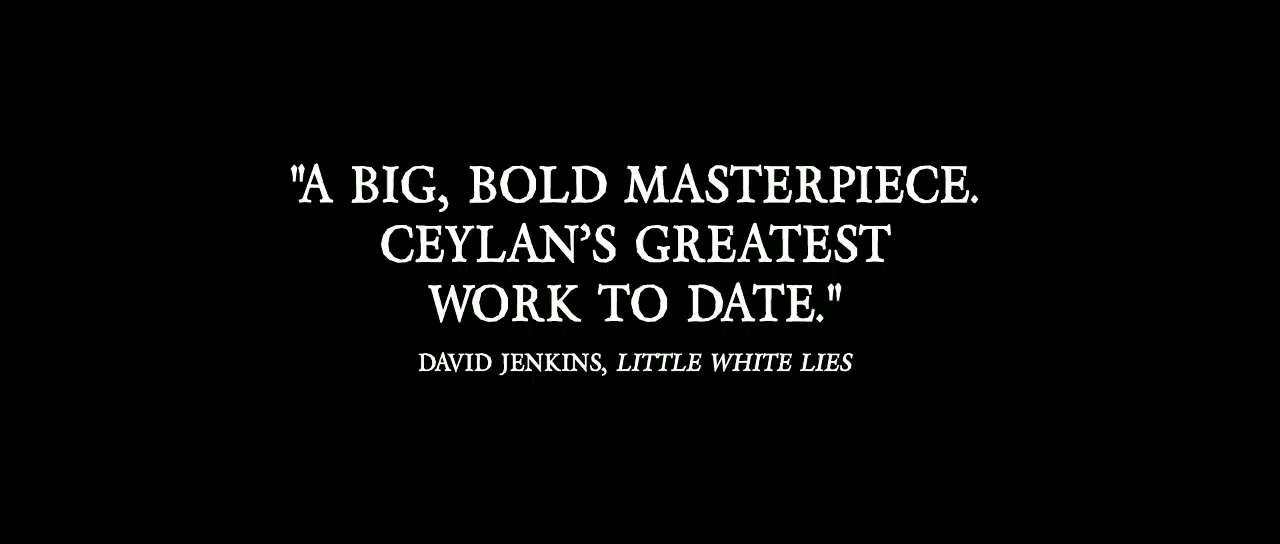 "A BIG, BOLD MASTERPIECE.
CEYLAN’S GREATEST
WORK TO DATE."
DAVID JENKINS, LITTLE WHITE LIES